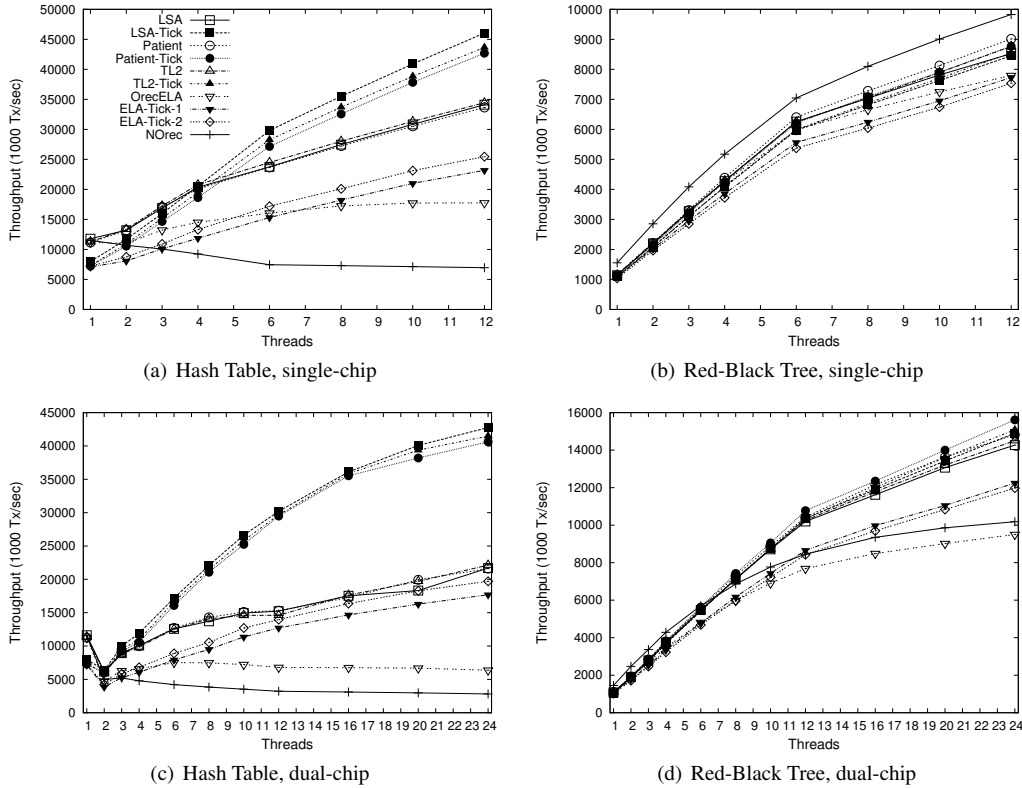 50000
45000
40000
35000
30000
25000
20000
15000
10000
5000
0
Throughput (1000 Tx/sec)
LSA
LSA-Tick
Patient
Patient-Tick
TL2
TL2-Tick
OrecELA
ELA-Tick-1
ELA-Tick-2
NOrec
1 2 3 4 5 6 7 8 9 10 11 12
Threads
(a) Hash Table, single-chip
10000
9000
8000
7000
6000
5000
4000
3000
2000
1000
0
Throughput (1000 Tx/sec)
1 2 3 4 5 6 7 8 9 10 11 12
Threads
(b) Red-Black Tree, single-chip
45000
40000
35000
30000
25000
20000
15000
10000
5000
0
Throughput (1000 Tx/sec)
1 2 3 4 5 6 7 8 9 10 11 12 13 14 15 16 17 18 19 20 21 22 23 24
Threads
(c) Hash Table, dual-chip
16000
14000
12000
10000
8000
6000
4000
2000
0
Throughput (1000 Tx/sec)
1 2 3 4 5 6 7 8 9 10 11 12 13 14 15 16 17 18 19 20 21 22 23 24
Threads
(d) Red-Black Tree, dual-chip